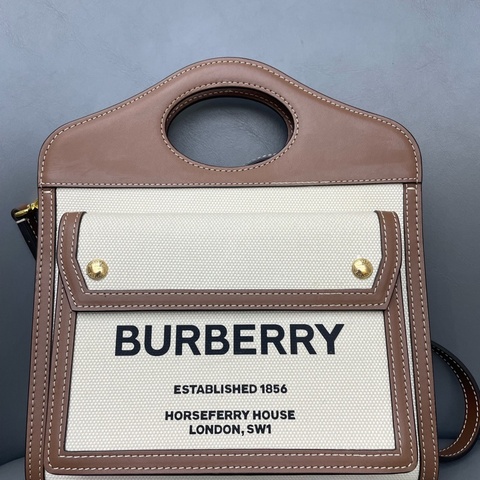 BURBERRY
ESTABLISHED 1856
HORSEFERRY HOUSE
LONDON, SW1